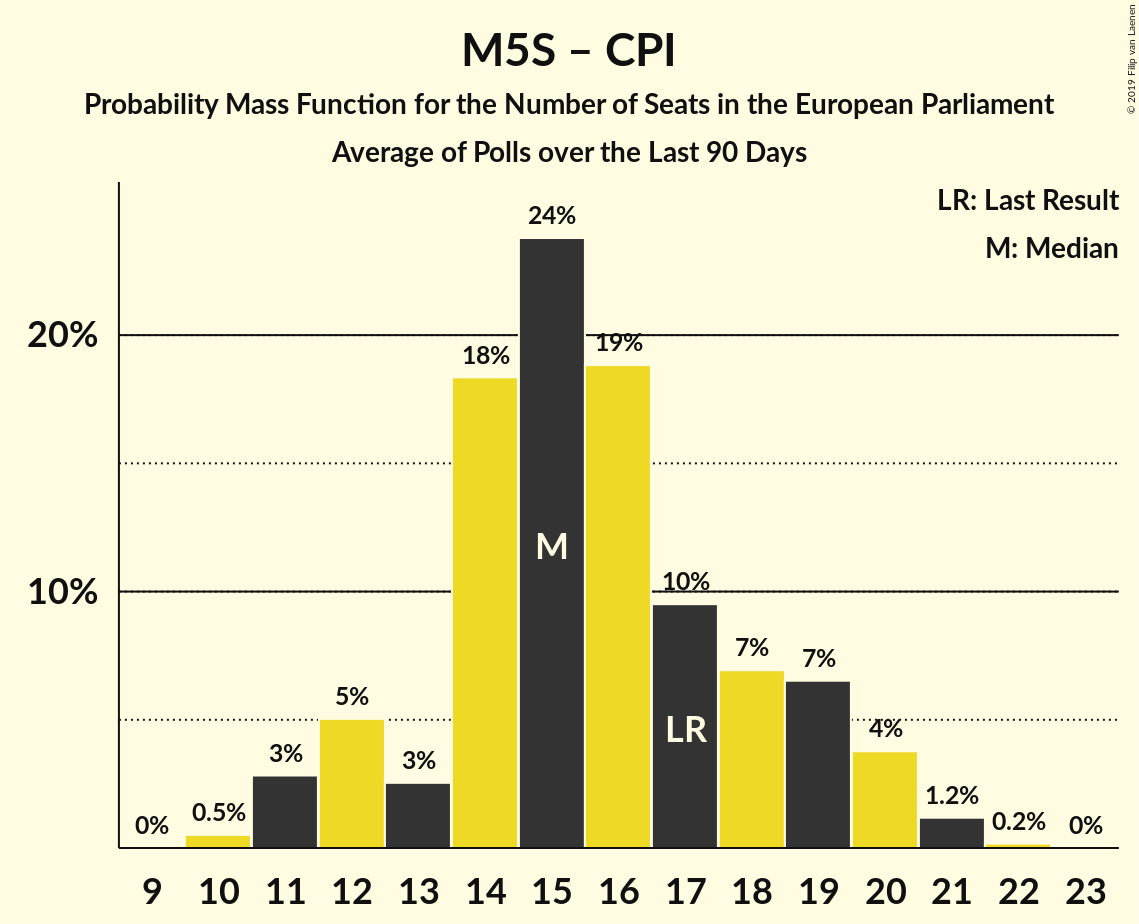 M5S – CPI
Probability Mass Function for the Number of Seats in the European Parliament
Average of Polls over the Last 90 Days
© 2019 Filip van Laenen
LR: Last Result
M: Median
20%
10%
0%
0.5%
3%
5%
3%
18%
24%
19%
10%
7%
7%
4%
1.2%
0.2%
0%
M
LR
9 10 11 12 13 14 15 16 17 18 19 20 21 22 23